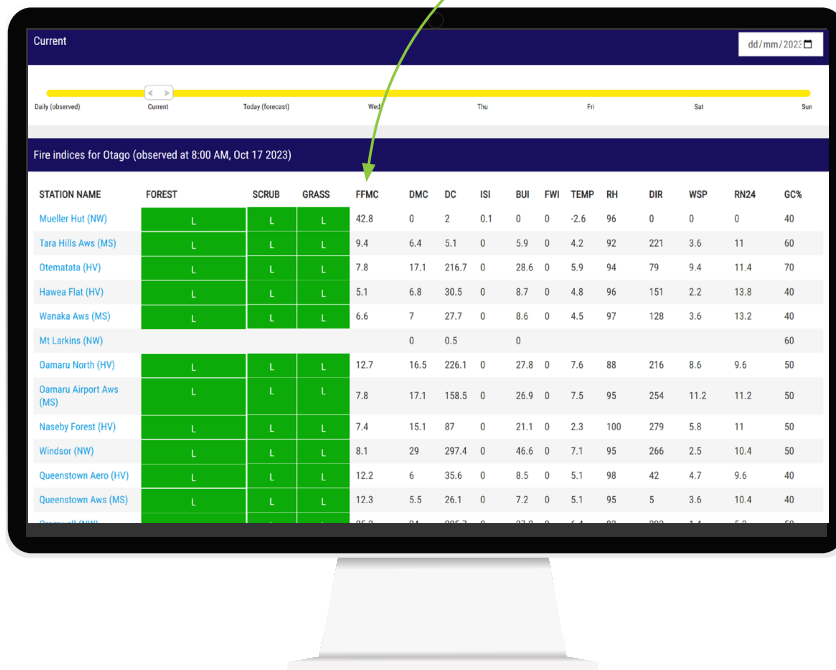 Current
dd/mm/2023
Daily (observed) Current Today (forecast) Wed Thu Fri Sat Sun
Fire indices for Otago (observed at 8:00 AM, Oct 17 2023)
STATION NAME FOREST SCRUB GRASS FFMC DMC DC ISI BUI FWI TEMP RH DIR WSP RN24 GC%
Mueller Hut (NW) L L L 42.8 0 2 0.1 0 0 -2.6 96 0 0 0 40
Tara Hills Aws (MS) L L L 9.4 6.4 5.1 0 5.9 0 4.2 92 221 3.6 11 60
Otematata (HV) L L L 7.8 17.1 216.7 0 28.6 0 5.9 94 79 9.4 11.4 70
Hawea Flat (HV) L L L 5.1 6.8 30.5 0 8.7 0 4.8 96 151 2.2 13.8 40
Wanaka Aws (MS) L L L 6.6 7 27.7 0 8.6 0 4.5 97 128 3.6 13.2 40
Mt Larkins (NW) 0 0.5 0 60
Oamaru North (HV) L L L 12.7 16.5 226.1 0 27.8 0 7.6 88 216 8.6 9.6 50
Oamaru Airport Aws
(MS) L L L 7.8 17.1 158.5 0 26.9 0 7.5 95 254 11.2 11.2 50
Naseby Forest (HV) L L L 7.4 15.1 87 0 21.1 0 2.3 100 279 5.8 11 50
Windsor (NW) L L L 8.1 29 297.4 0 46.6 0 7.1 95 266 2.5 10.4 50
Queenstown Aero (HV) L L L 12.2 6 35.6 0 8.5 0 5.1 98 42 4.7 9.6 40
Queenstown Aws (MS) L L L 12.3 5.5 26.1 0 7.2 0 5.1 95 5 3.6 10.4 40